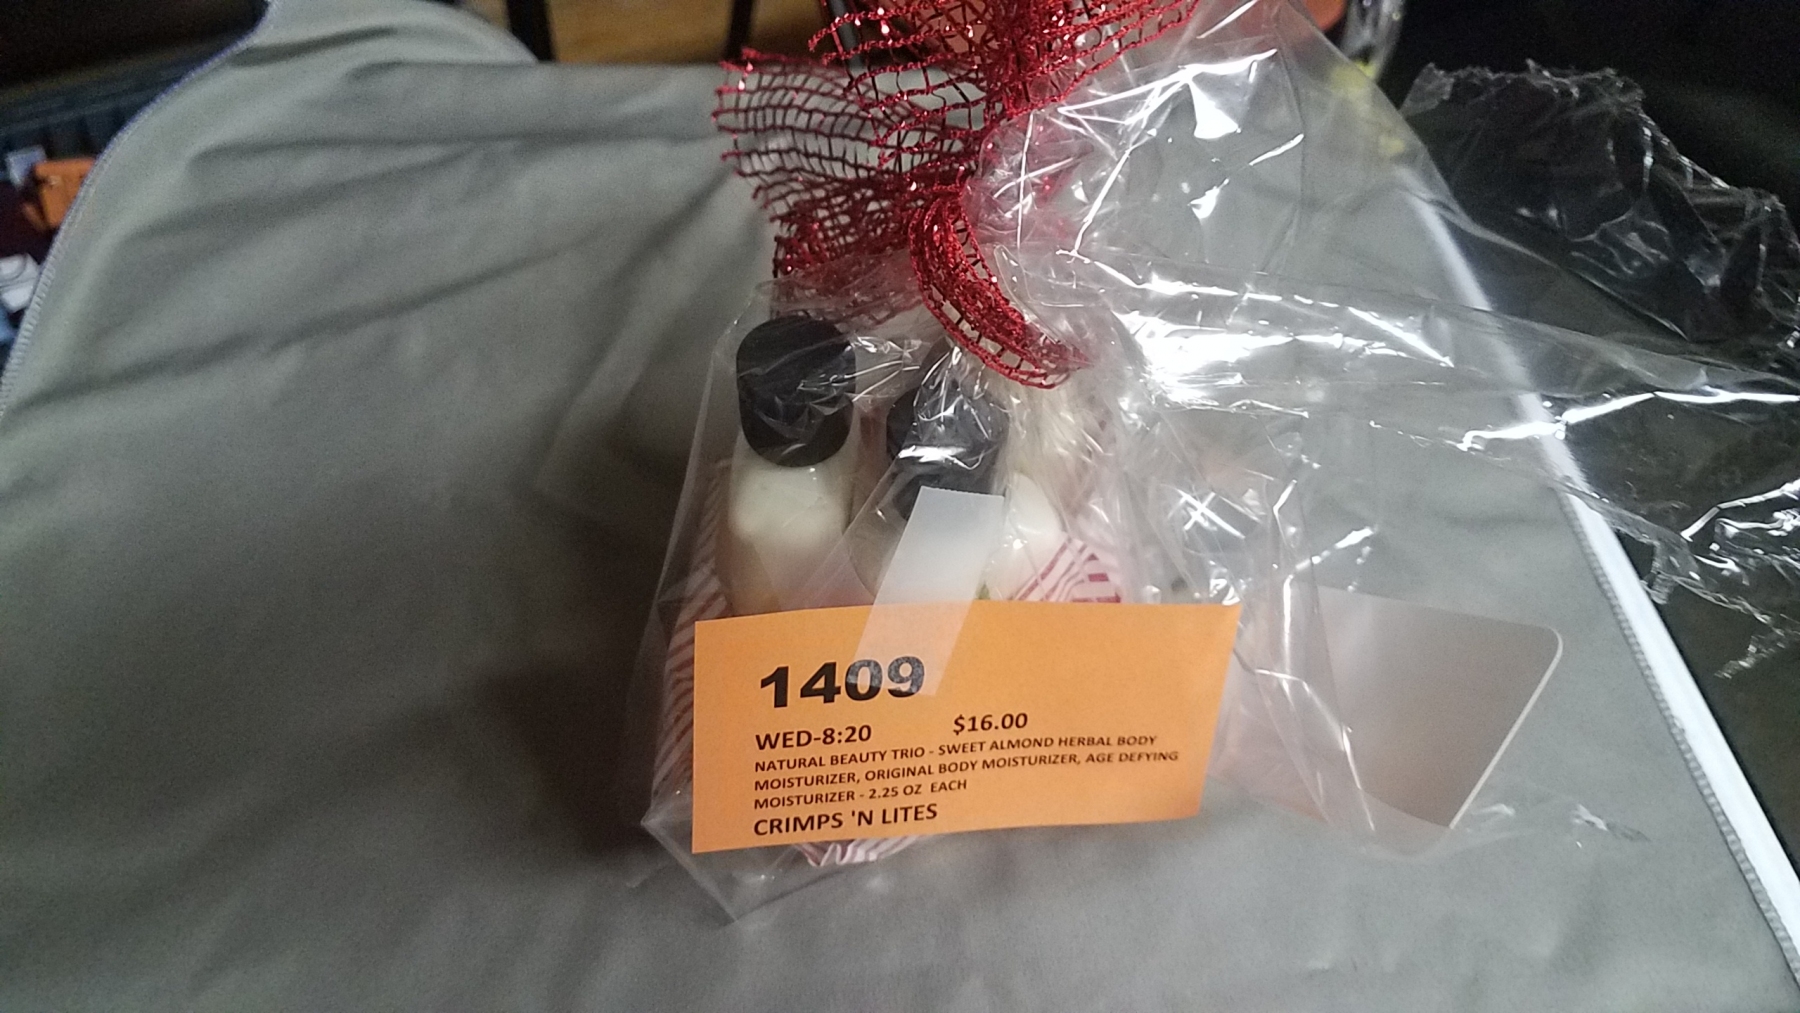 1409
WED-8:20 $16.00
NATURAL BEAUTY TRIO - SWEET ALMOND HERBAL BODY
MOISTURIZER, ORIGINAL BODY MOISTURIZER, AGE DEFYING
MOISTURIZER - 2.25 OZ EACH
CRIMPS 'N LITES